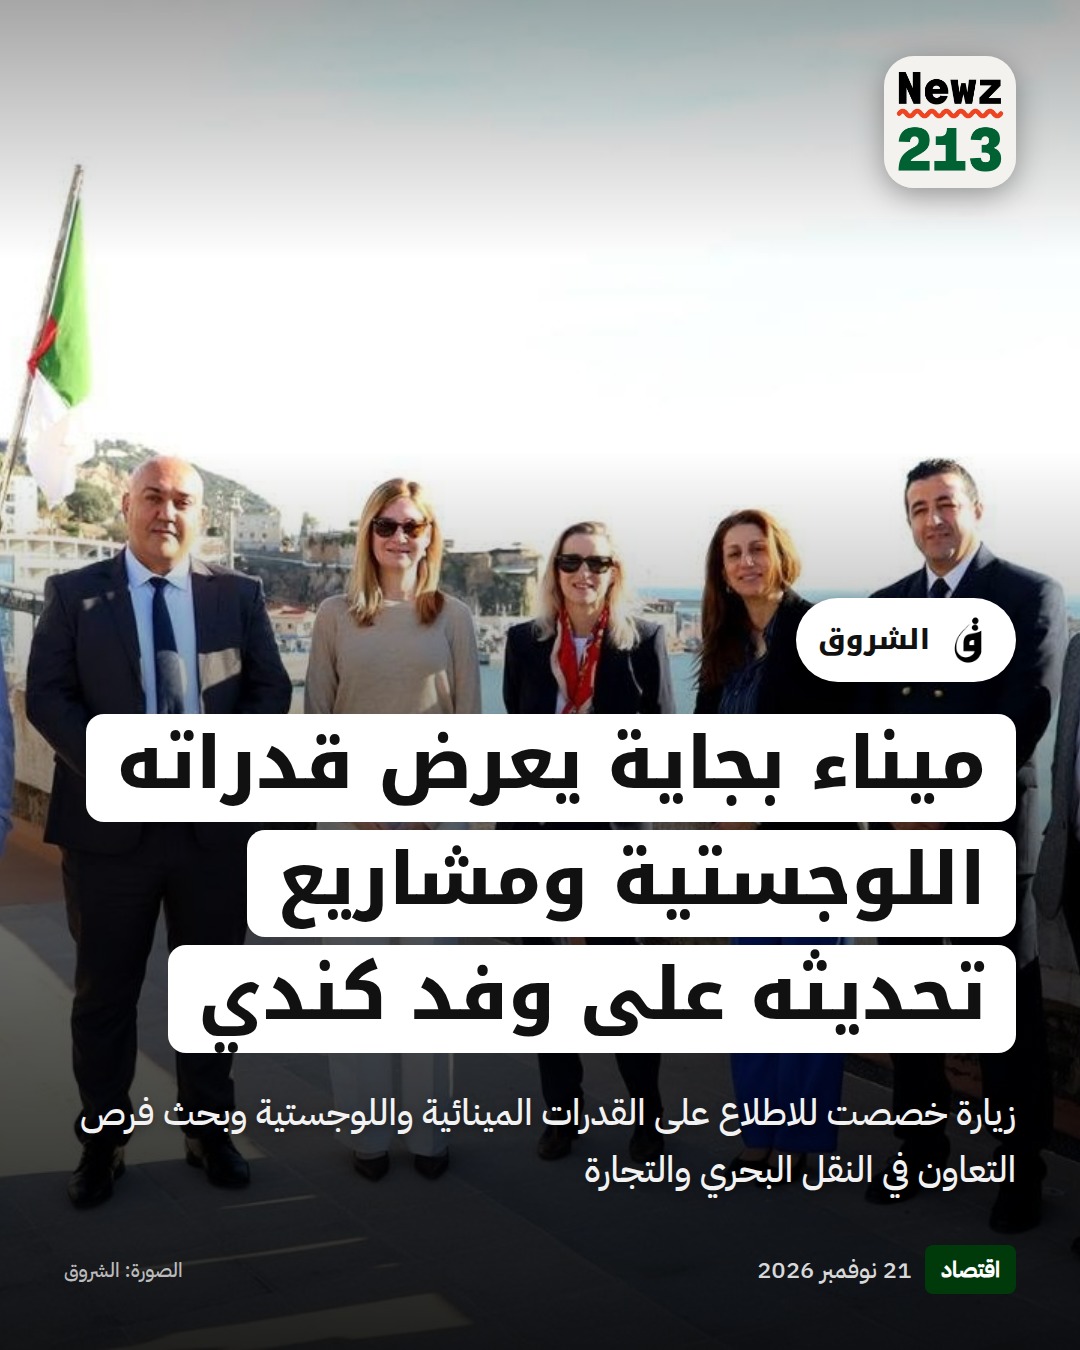 Newz
213
الشروق
ميناء بجاية يعرض قدراته
اللوجستية ومشاريع
تحديثه على وفد كندي
زيارة خصصت للاطلاع على القدرات المينائية واللوجستية وبحث فرص
التعاون في النقل البحري والتجارة
اقتصاد 21 نوفمبر 2026
الصورة: الشروق